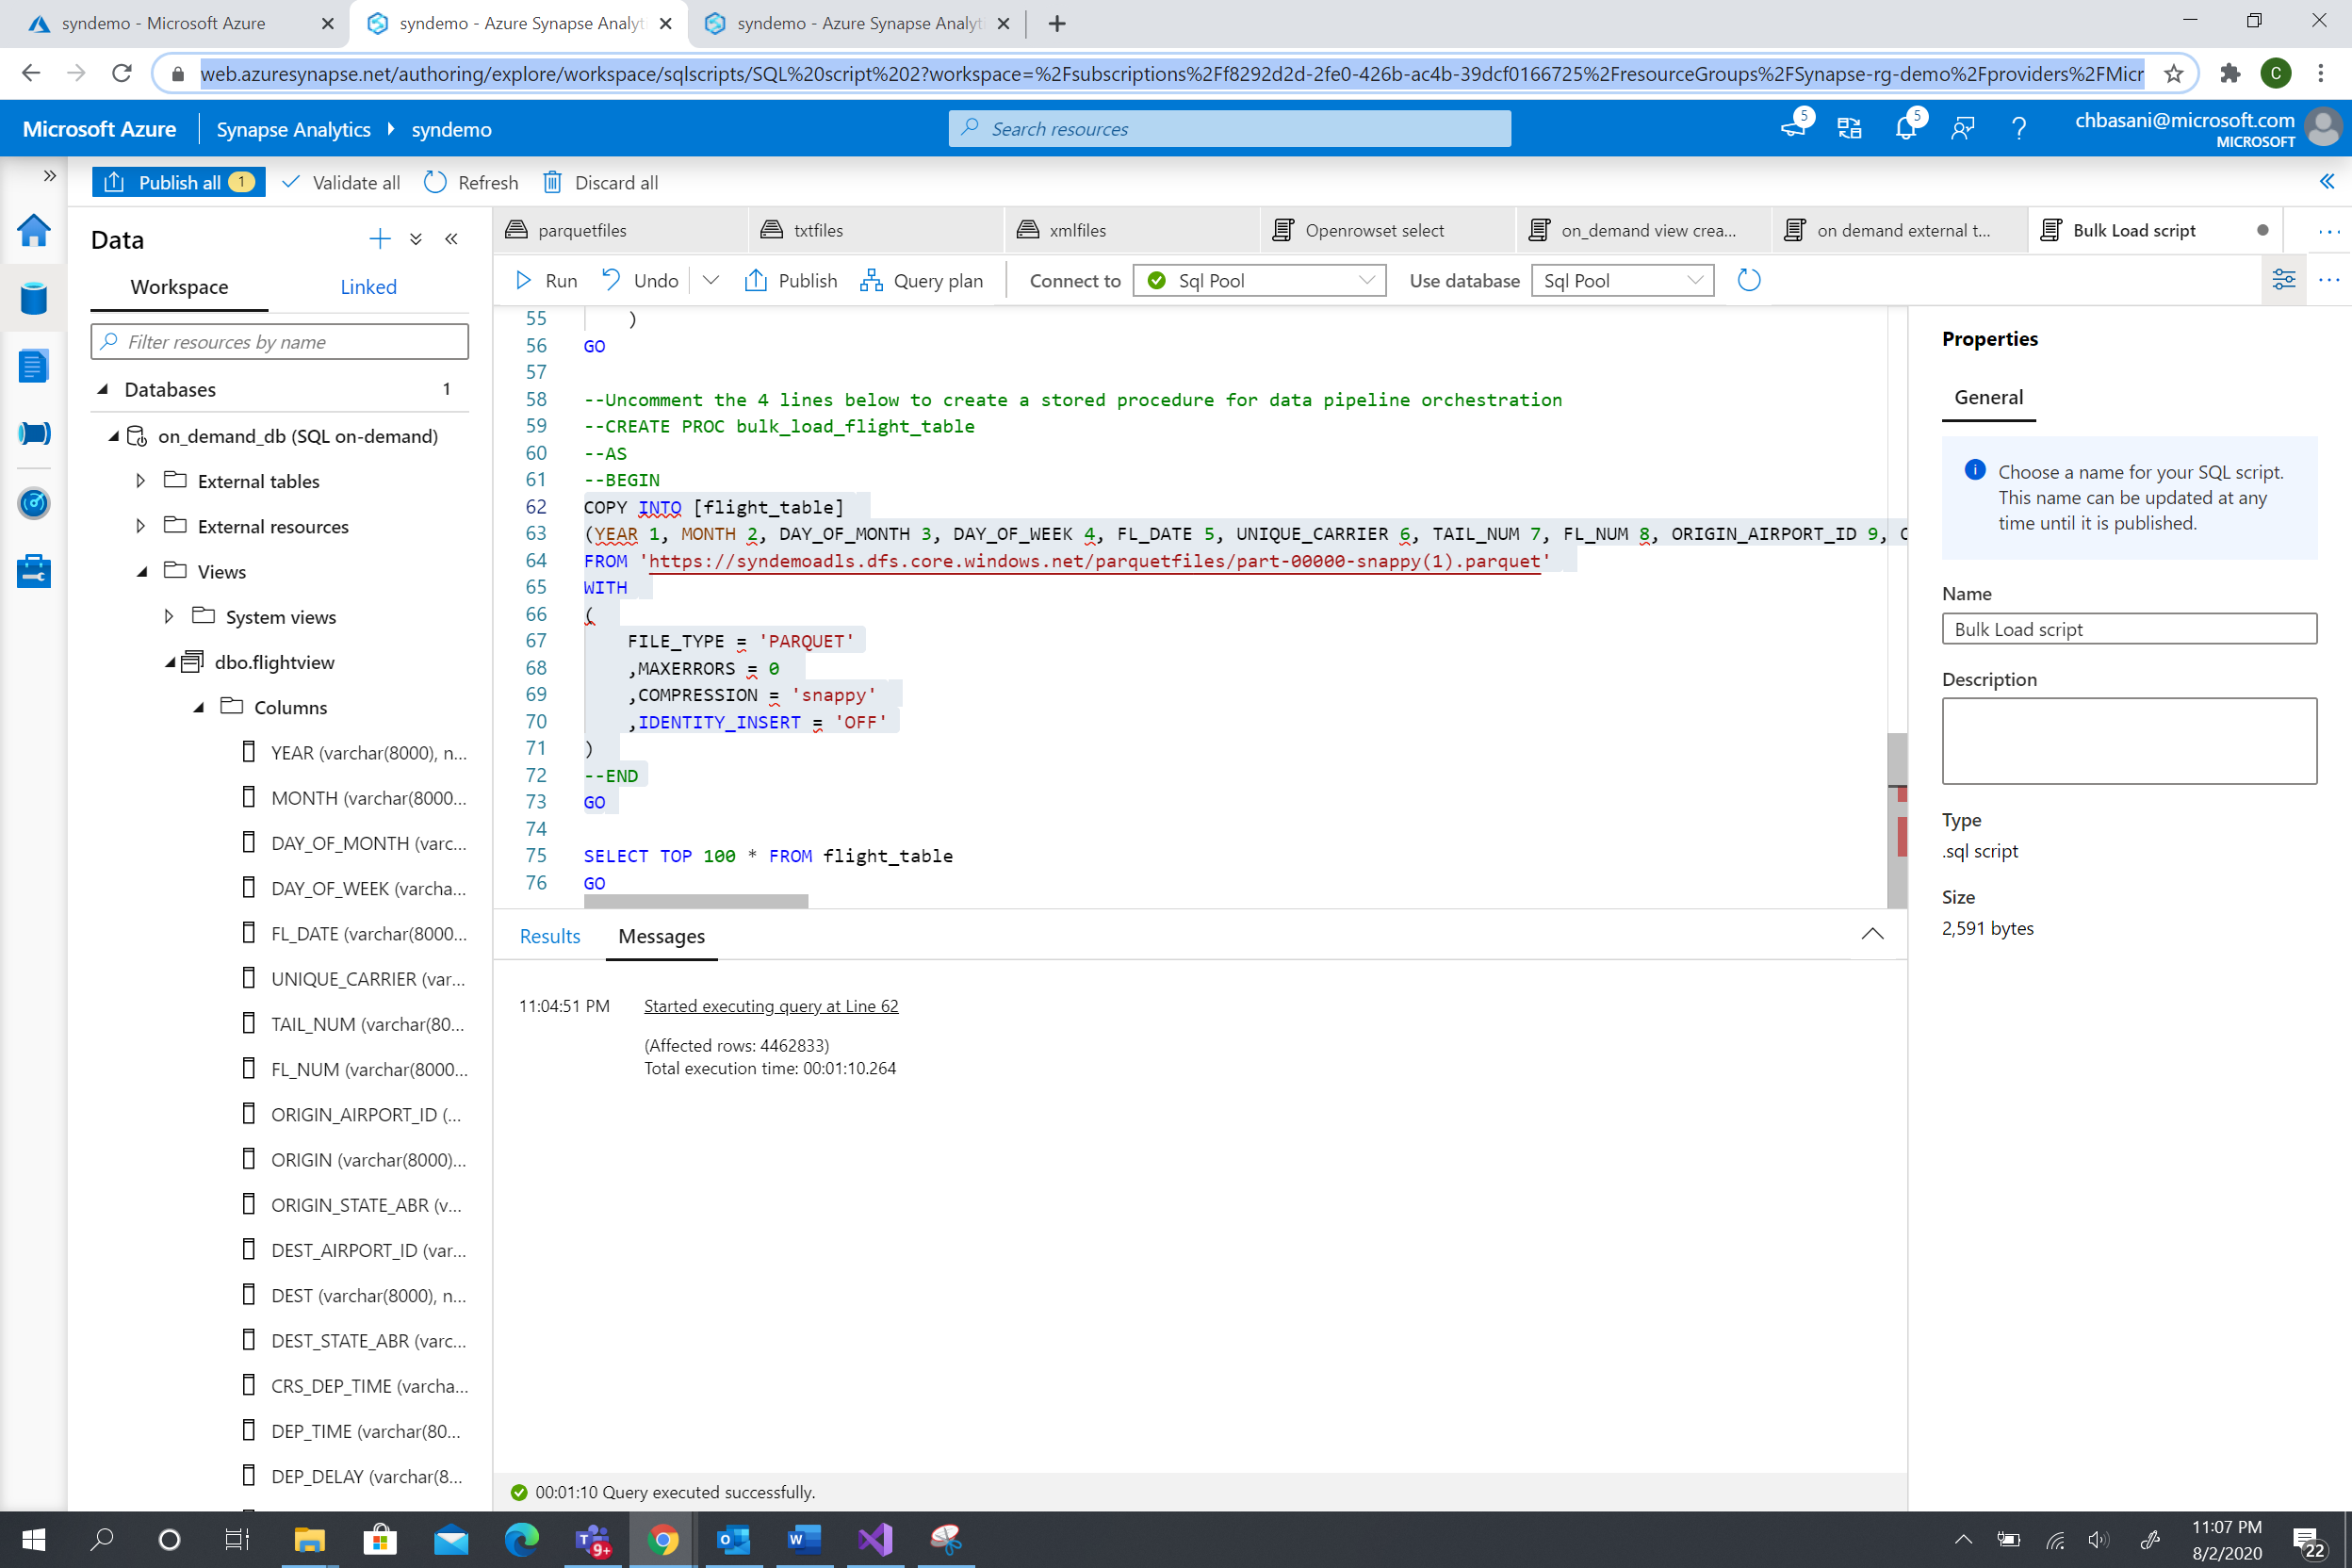 syndemo - Microsoft Azure
syndemo - Azure Synapse Analyt
syndemo - Azure Synapse Analyti
web.azuresynapse.net/authoring/explore/workspace/sqlscripts/SQL%20script%202?workspace=%2Fsubscriptions%2Ff8292d2d-2fe0-426b-ac4b-39dcf0166725%2FresourceGroups%2FSynapse-rg-demo%2Fproviders%2FMicr
C
Microsoft Azure
Synapse Analytics
syndemo
Search resources
5
5
chbasani@microsoft.com
MICROSOFT
Publish all 1
Validate all
Refresh
Discard all
Data
Workspace
Linked
Filter resources by name
Databases 1
on_demand_db (SQL on-demand)
External tables
External resources
Views
System views
dbo.flightview
Columns
YEAR (varchar(8000), n...
MONTH (varchar(8000...
DAY_OF_MONTH (varc...
DAY_OF_WEEK (varcha...
FL_DATE (varchar(8000...
UNIQUE_CARRIER (var...
TAIL_NUM (varchar(80...
FL_NUM (varchar(8000...
ORIGIN_AIRPORT_ID (...
ORIGIN (varchar(8000)...
ORIGIN_STATE_ABR (v...
DEST_AIRPORT_ID (var...
DEST (varchar(8000), n...
DEST_STATE_ABR (varc...
CRS_DEP_TIME (varcha...
DEP_TIME (varchar(80...
DEP_DELAY (varchar(8...
parquetfiles
txtfiles
xmlfiles
Openrowset select
on_demand view crea...
on demand external t...
Bulk Load script
Run
Undo
Publish
Query plan
Connect to
Sql Pool
Use database
Sql Pool
55 )
56 GO
57
58 --Uncomment the 4 lines below to create a stored procedure for data pipeline orchestration
59 --CREATE PROC bulk_load_flight_table
60 --AS
61 --BEGIN
62 COPY INTO [flight_table]
63 (YEAR 1, MONTH 2, DAY_OF_MONTH 3, DAY_OF_WEEK 4, FL_DATE 5, UNIQUE_CARRIER 6, TAIL_NUM 7, FL_NUM 8, ORIGIN_AIRPORT_ID 9,
64 FROM 'https://syndemoadls.dfs.core.windows.net/parquetfiles/part-00000-snappy(1).parquet'
65 WITH
66 (
67 FILE_TYPE = 'PARQUET'
68 ,MAXERRORS = 0
69 ,COMPRESSION = 'snappy'
70 ,IDENTITY_INSERT = 'OFF'
71 )
72 --END
73 GO
74
75 SELECT TOP 100 * FROM flight_table
76 GO
Results
Messages
11:04:51 PM
Started executing query at Line 62
(Affected rows: 4462833)
Total execution time: 00:01:10.264
00:01:10 Query executed successfully.
Properties
General
Choose a name for your SQL script.
This name can be updated at any
time until it is published.
Name
Bulk Load script
Description
Type
.sql script
Size
2,591 bytes
9+
11:07 PM
8/2/2020
22